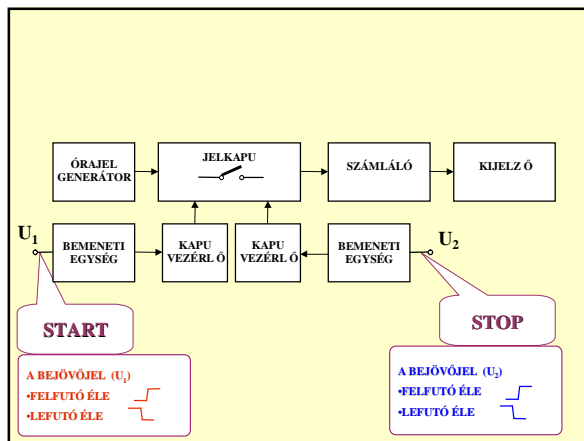 ÓRAJEL
GENERÁTOR
JELKAPU
SZÁMLÁLÓ
KIJELZ Ő
U1
BEMENETI
EGYSÉG
KAPU
VEZÉRL Ő
KAPU
VEZÉRL Ő
BEMENETI
EGYSÉG
U2
START
STOP
A BEJÖVŐJEL (U1)
•FELFUTÓ ÉLE
•LEFUTÓ ÉLE
A BEJÖVŐJEL (U2)
•FELFUTÓ ÉLE
•LEFUTÓ ÉLE